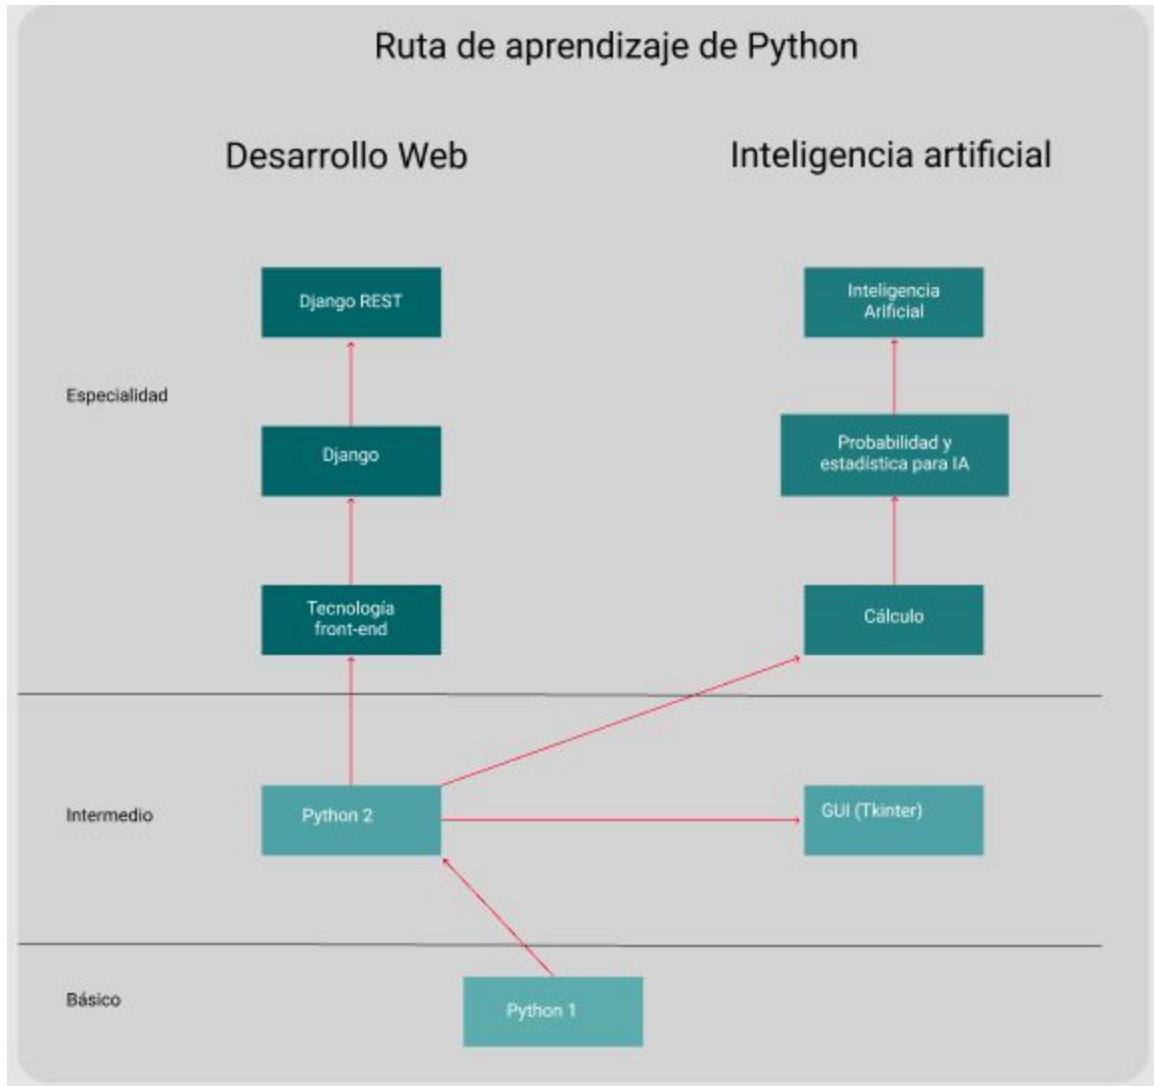 Ruta de aprendizaje de Python
Desarrollo Web
Inteligencia artificial
Django REST
Inteligencia
Arificial
Especialidad
Django
Probabilidad y
estadística para IA
Tecnología
front-end
Cálculo
Intermedio
Python 2
GUI (Tkinter)
Básico
Python 1